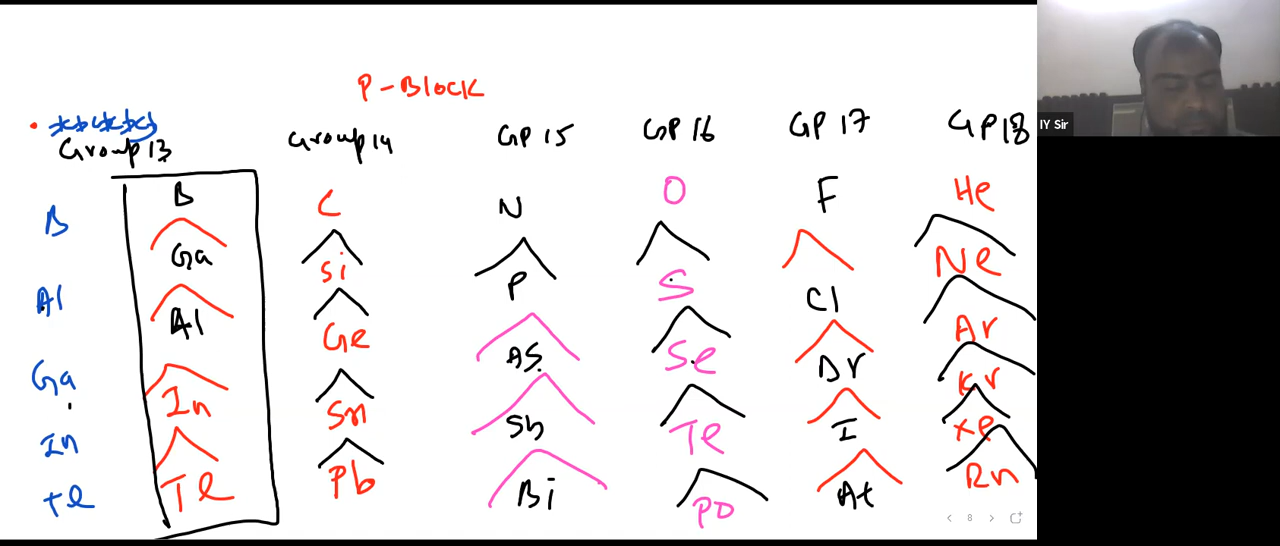 P-Block
Group 13 Group 14 GP 15 GP 16 GP 17 GP 18
B B C N O F He
Al Ga Si P S Cl Ne
Ga Al Ge As Se Br Ar
In In Sn Sb Te I Kr
Xe
Tl Tl Pb Bi Po At Rn
IY Sir
8